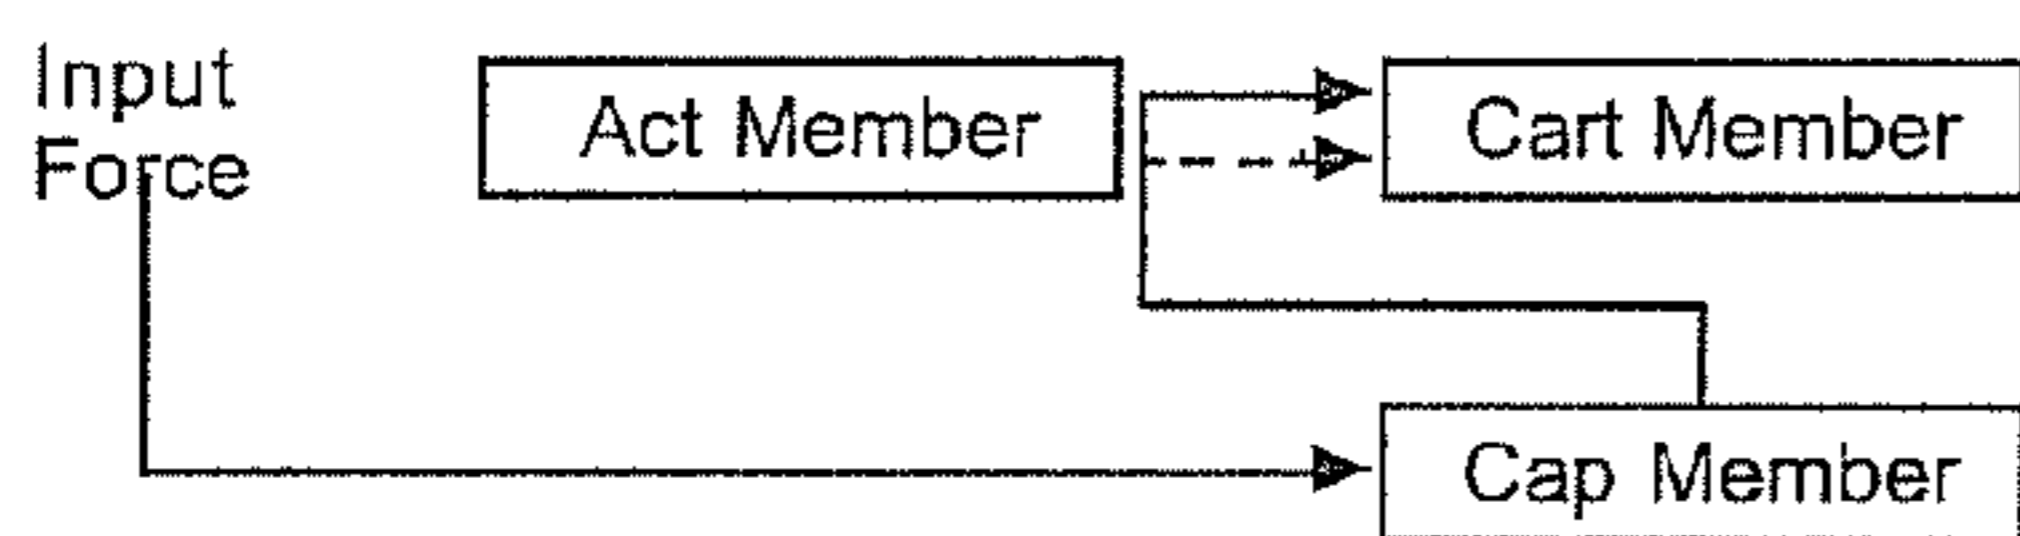 Input
Force
Act Member
Cart Member
Cap Member